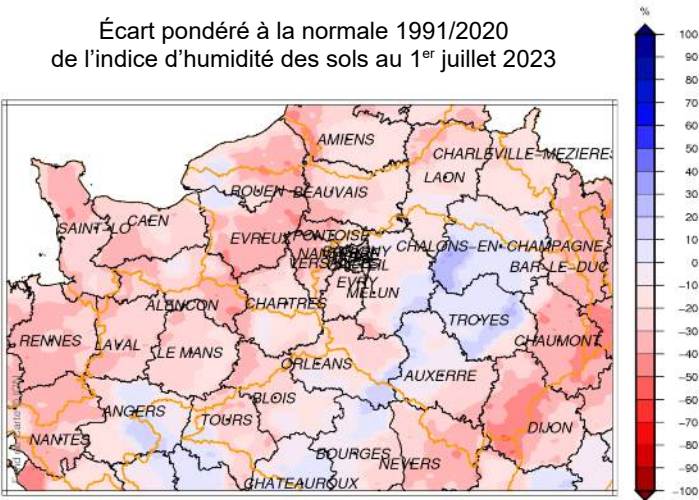 Écart pondéré à la normale 1991/2020
de l'indice d'humidité des sols au 1er juillet 2023
%
100
90
80
70
60
50
40
30
20
10
0
-10
-20
-30
-40
-50
-60
-70
-80
-90
-100
AMIENS
CHARLEVILLE-MEZIERES
LAON
ROUEN
BEAUVAIS
SAINT-LO
CAEN
EVREUX
PONTOISE
CHALONS-EN-CHAMPAGNE
BAR-LE-DUC
EVRY
MELUN
ALENCON
CHARTRES
TROYES
RENNES
LAVAL
LE MANS
CHAUMONT
ORLEANS
AUXERRE
ANGERS
BLOIS
TOURS
DIJON
NANTES
BOURGES
NEVERS
CHATEAUROUX